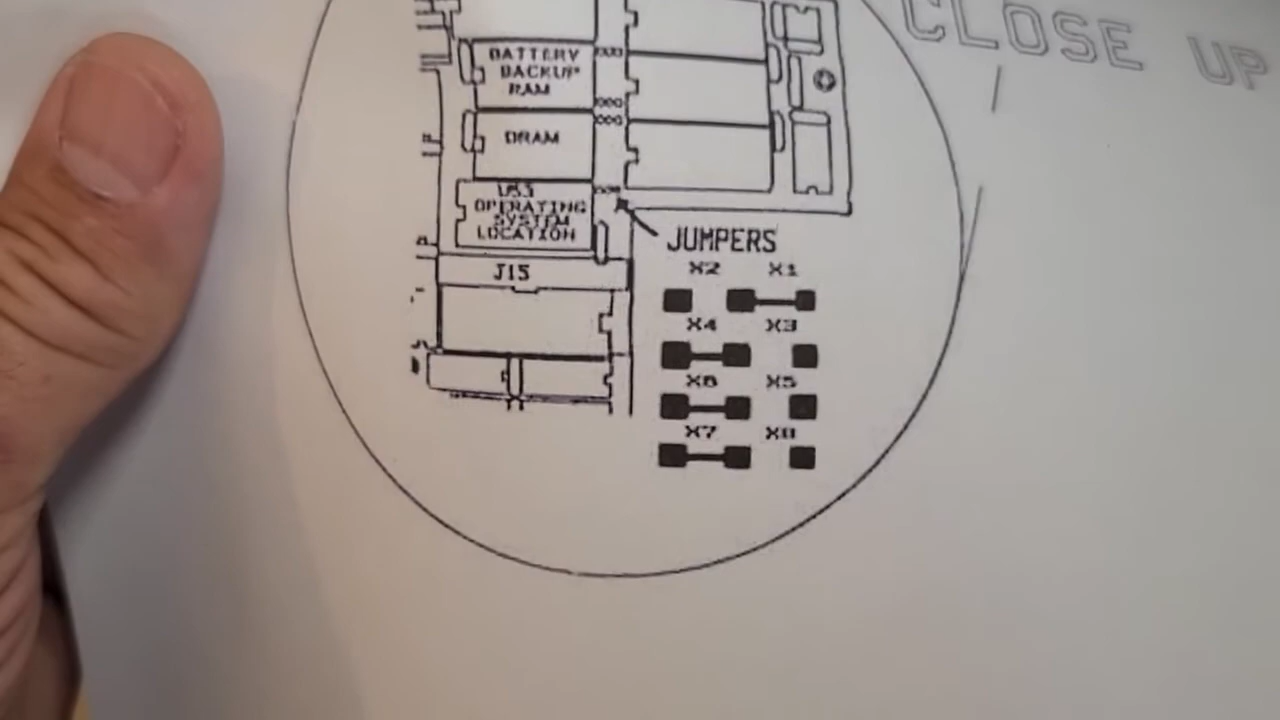 CLOSE UP
BATTERY
BACKUP
RAM
DRAM
U53
OPERATING
SYSTEM
LOCATION
JUMPERS
J15
X2 X1
X4 X3
X6 X5
X7 X8